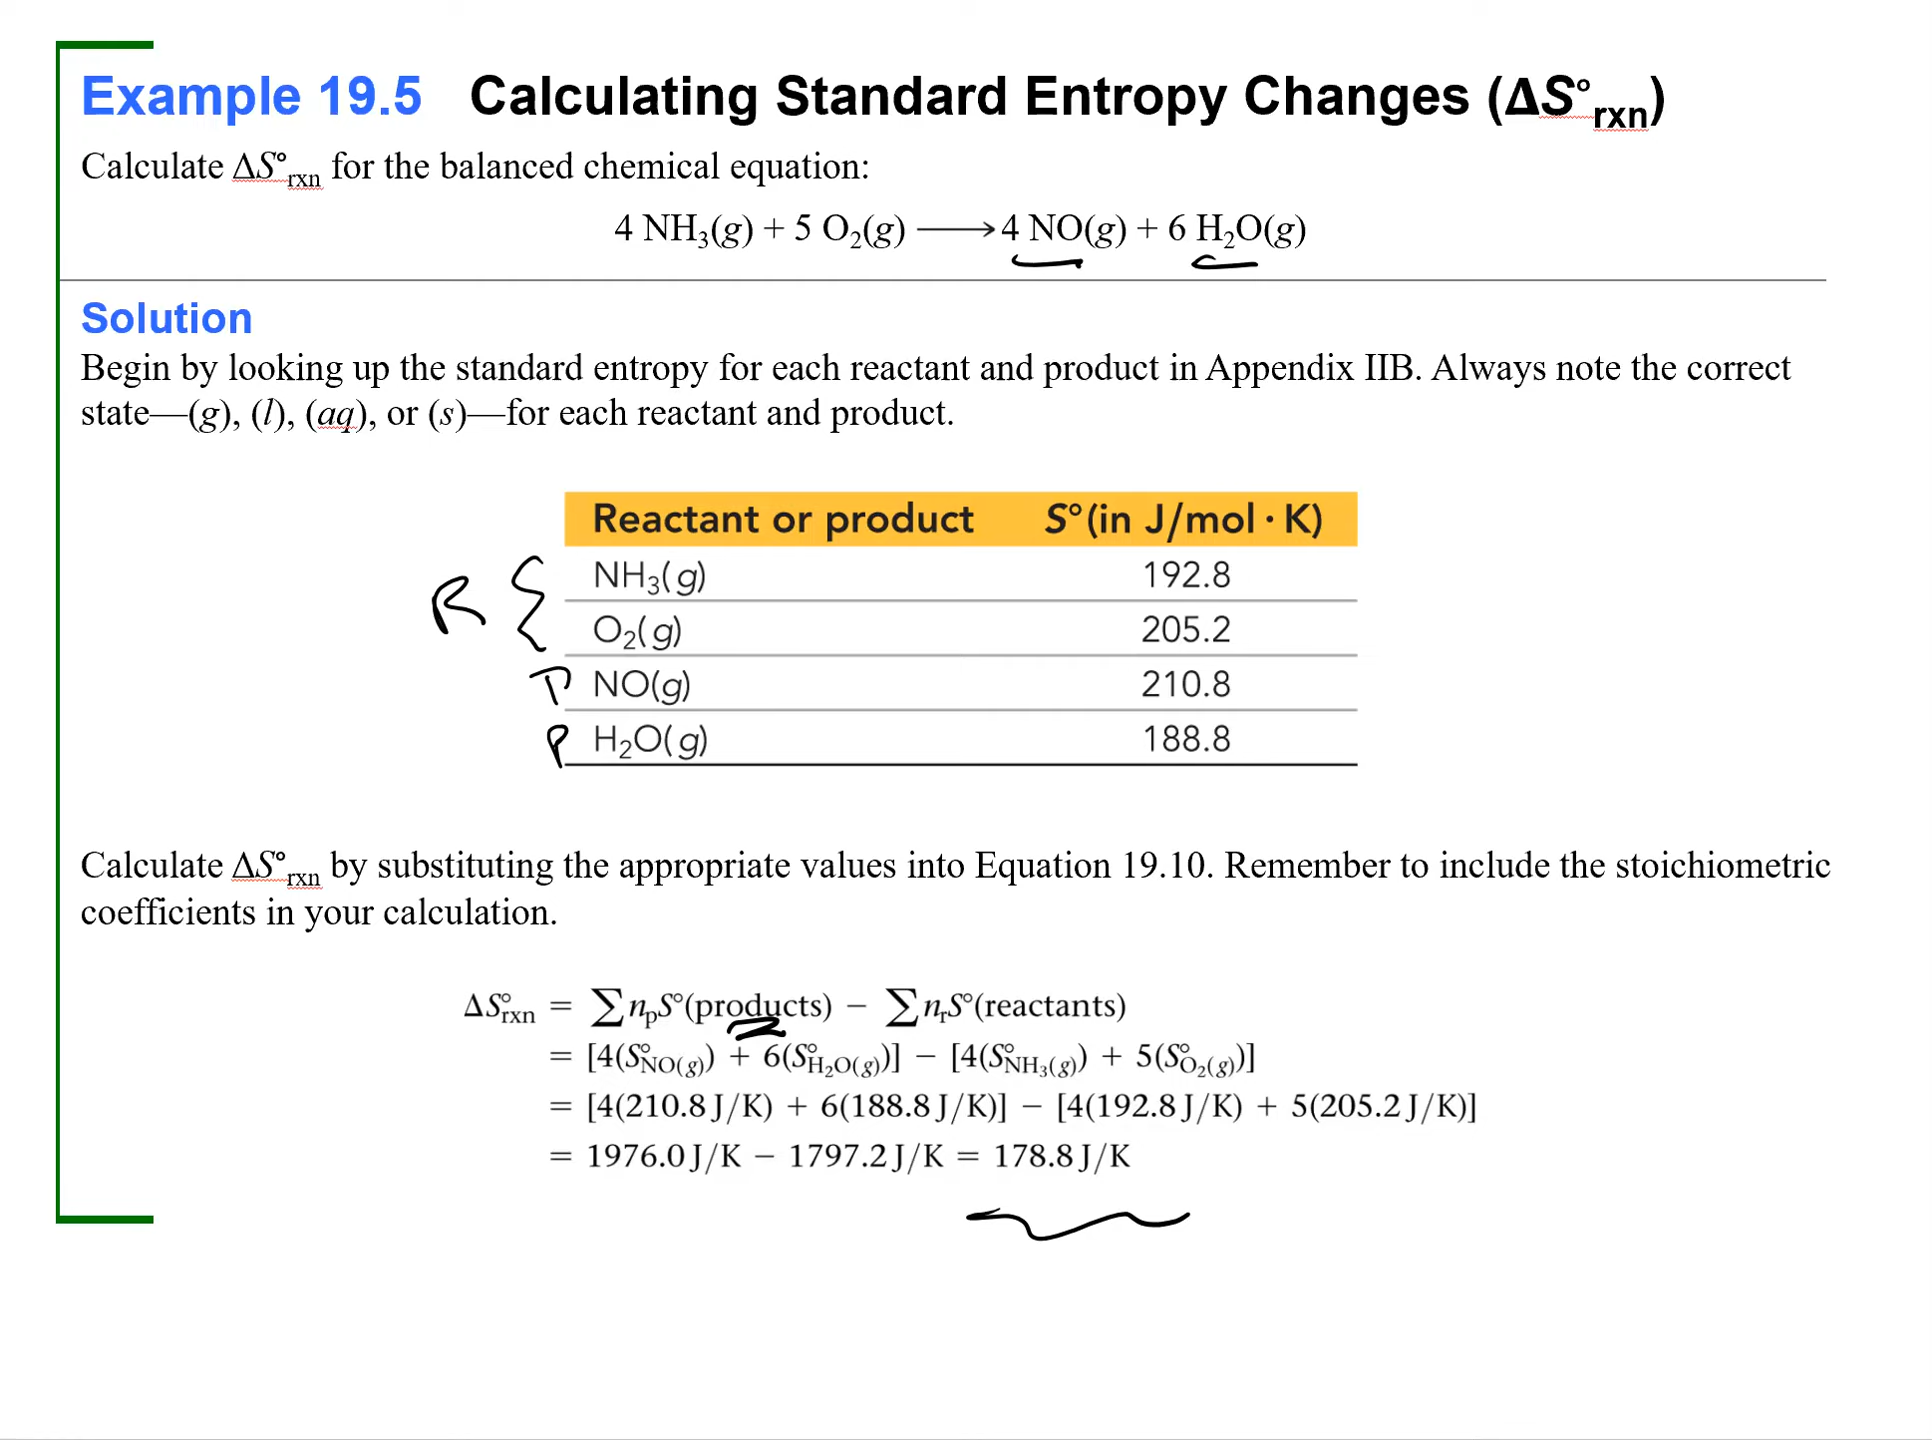 Example 19.5 Calculating Standard Entropy Changes (ΔS°rxn)
Calculate ΔS°rxn for the balanced chemical equation:
4 NH₃(g) + 5 O₂(g) ⟶ 4 NO(g) + 6 H₂O(g)
Solution
Begin by looking up the standard entropy for each reactant and product in Appendix IIB. Always note the correct
state—(g), (l), (aq), or (s)—for each reactant and product.
Reactant or product S°(in J/mol · K)
R { NH₃(g) 192.8
O₂(g) 205.2
P NO(g) 210.8
P H₂O(g) 188.8
Calculate ΔS°rxn by substituting the appropriate values into Equation 19.10. Remember to include the stoichiometric
coefficients in your calculation.
ΔS°rxn = ∑nₚS°(products) − ∑nᵣS°(reactants)
= [4(S°NO(g)) + 6(S°H₂O(g))] − [4(S°NH₃(g)) + 5(S°O₂(g))]
= [4(210.8 J/K) + 6(188.8 J/K)] − [4(192.8 J/K) + 5(205.2 J/K)]
= 1976.0 J/K − 1797.2 J/K = 178.8 J/K